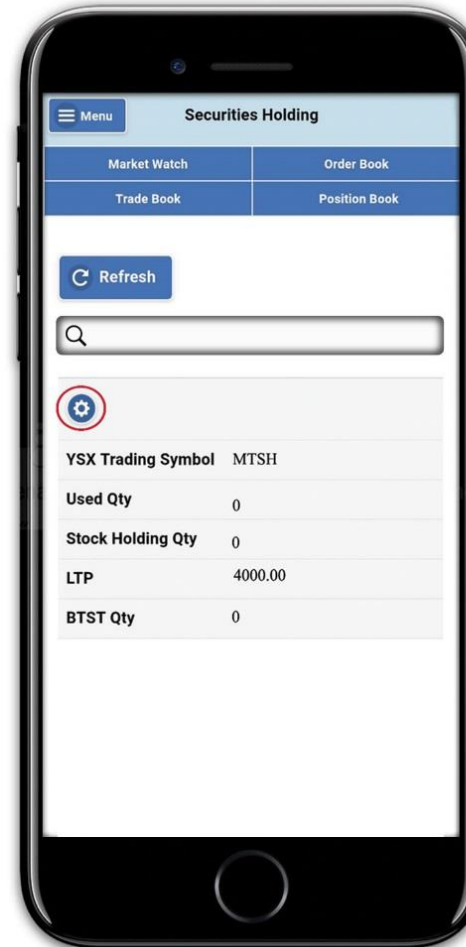 Menu
Securities Holding
Market Watch
Order Book
Trade Book
Position Book
Refresh
YSX Trading Symbol MTSH
Used Qty 0
Stock Holding Qty 0
LTP 4000.00
BTST Qty 0